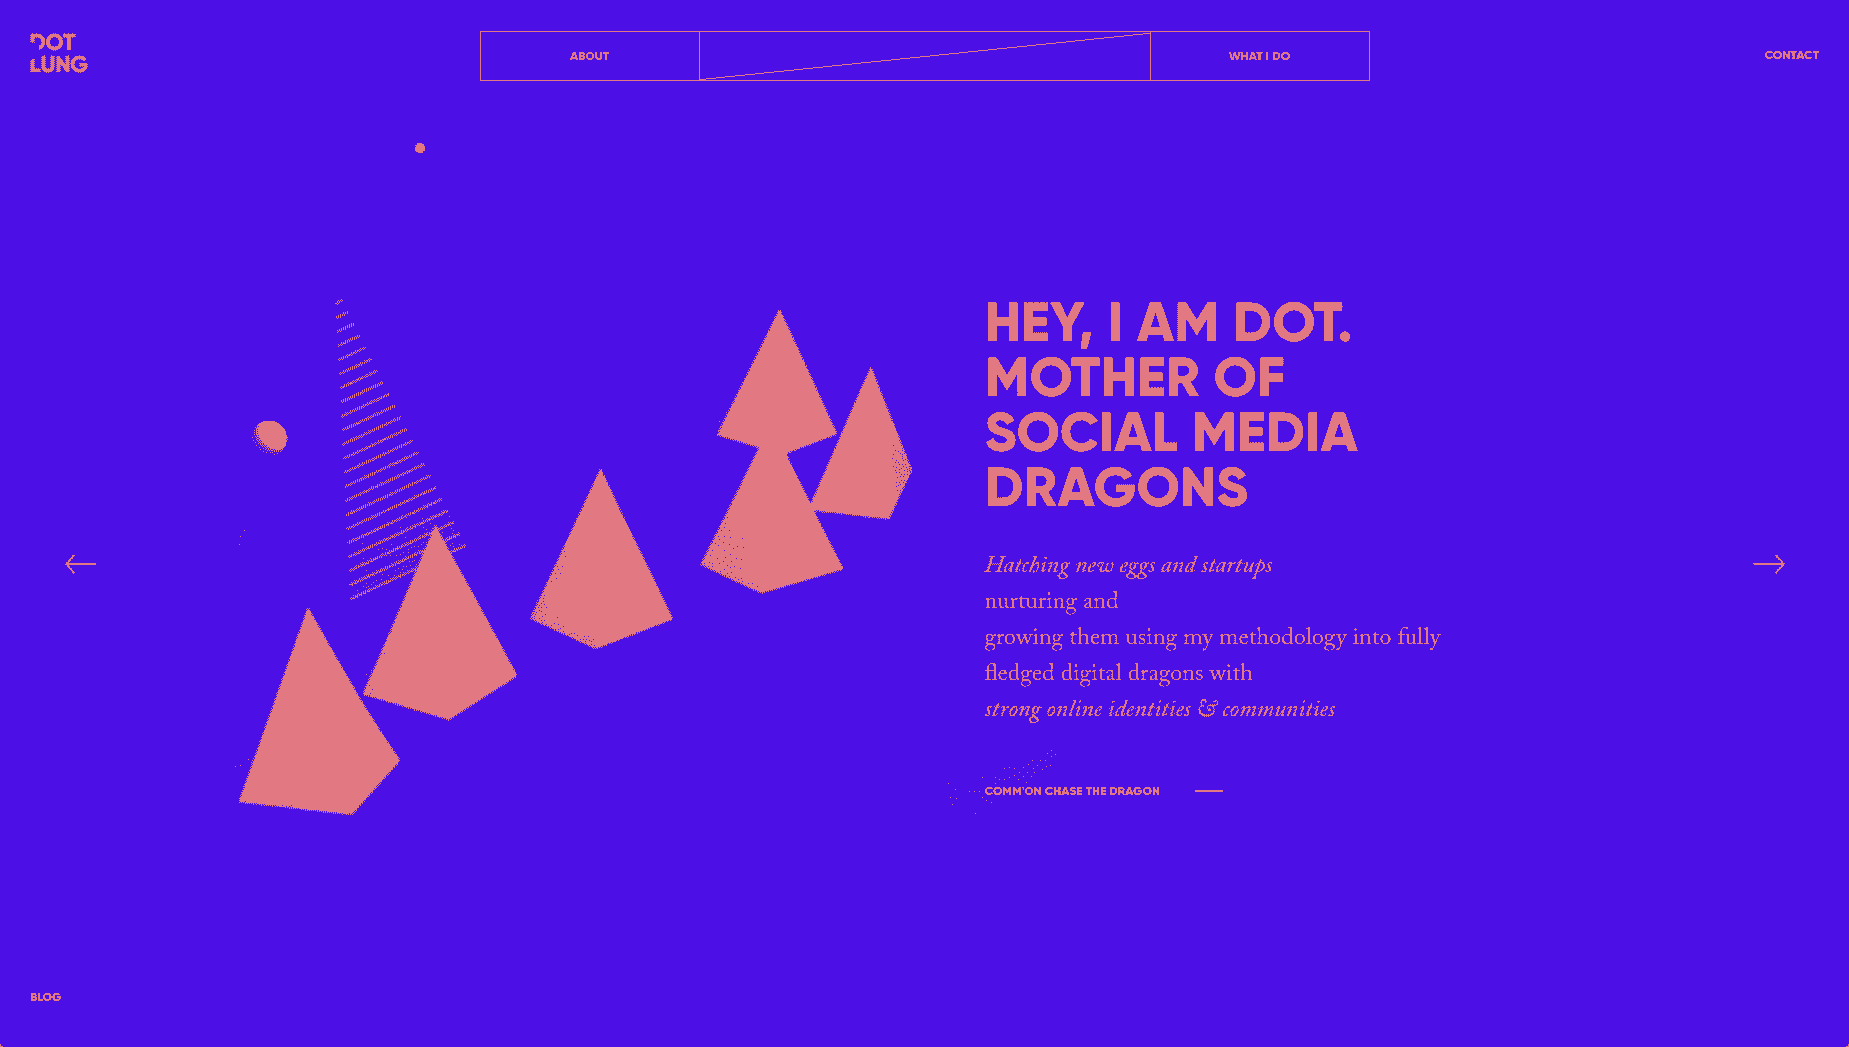 DOT
LUNG
ABOUT
WHAT I DO
CONTACT
HEY, I AM DOT.
MOTHER OF
SOCIAL MEDIA
DRAGONS
Hatching new eggs and startups
nurturing and
growing them using my methodology into fully
fledged digital dragons with
strong online identities & communities
COMM'ON CHASE THE DRAGON
BLOG